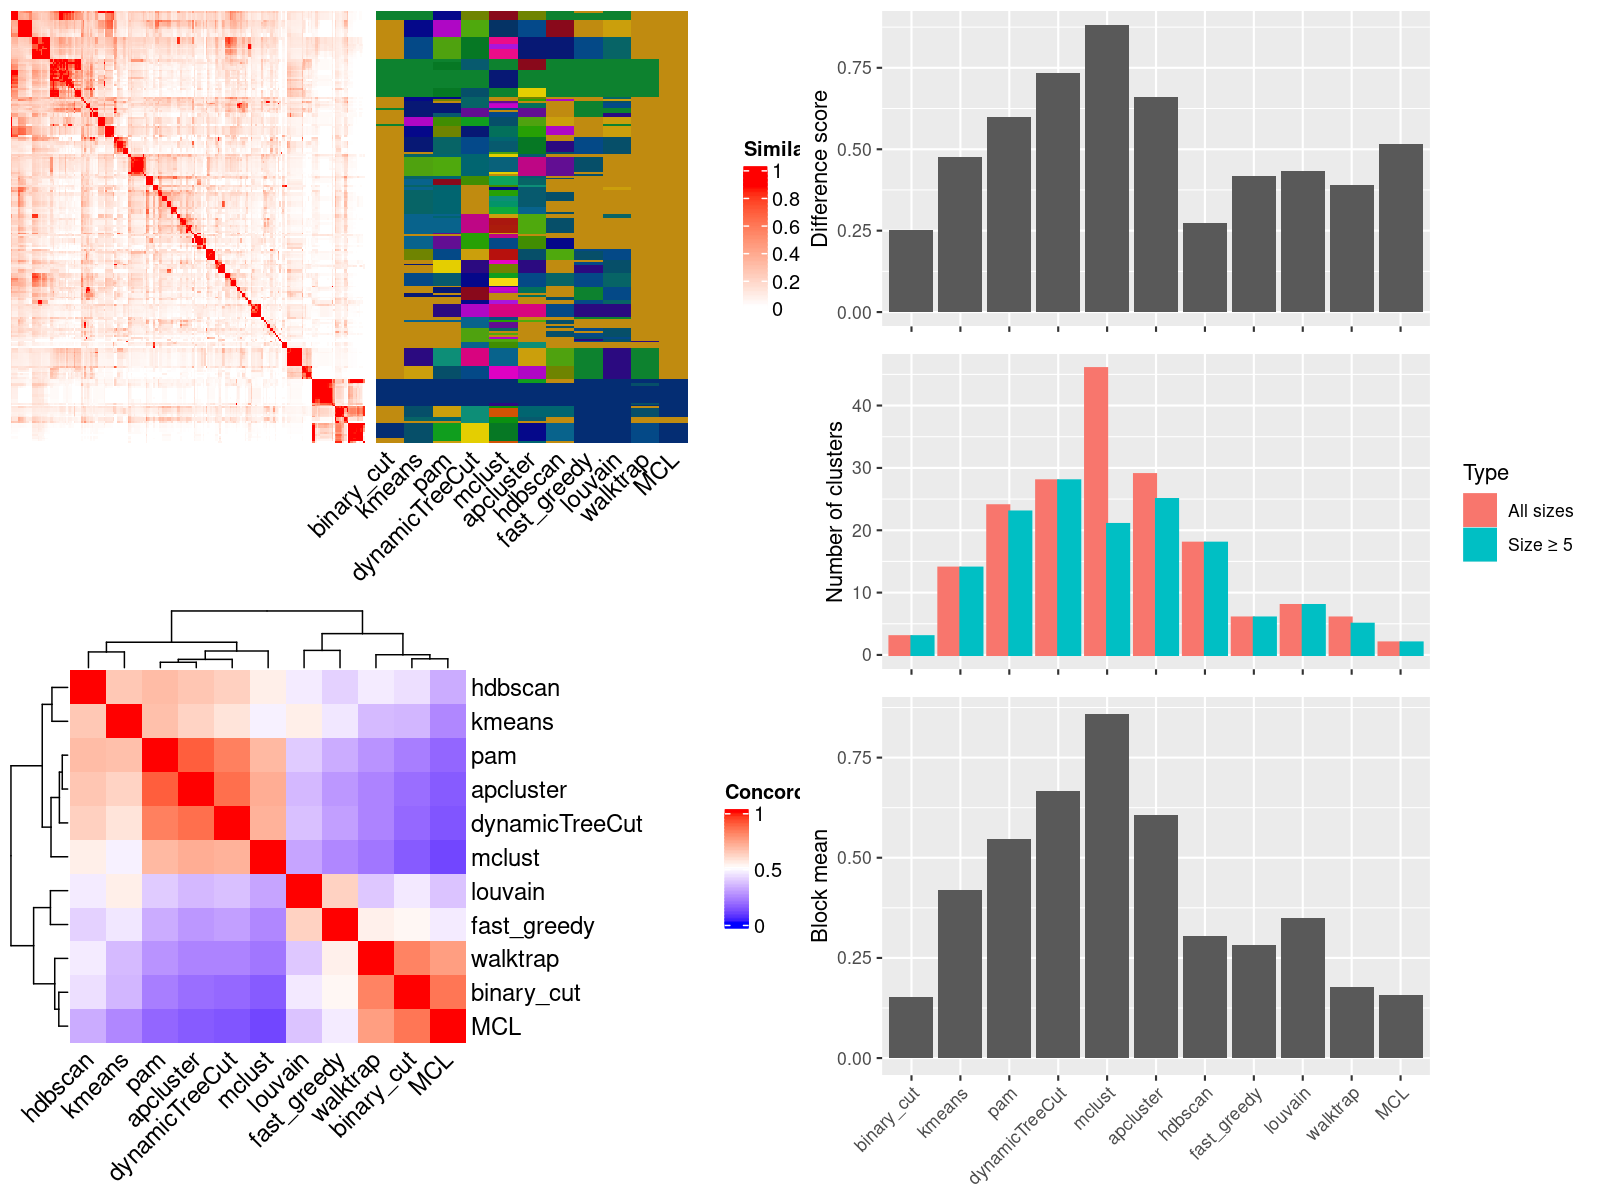 Simila
1
0.8
0.6
0.4
0.2
0
binary_cut
kmeans
pam
dynamicTreeCut
mclust
apcluster
hdbscan
fast_greedy
louvain
walktrap
MCL
hdbscan
kmeans
pam
apcluster
dynamicTreeCut
mclust
louvain
fast_greedy
walktrap
binary_cut
MCL
Concord
1
0.5
0
hdbscan
kmeans
pam
apcluster
dynamicTreeCut
mclust
louvain
fast_greedy
walktrap
binary_cut
MCL
Difference score
0.75
0.50
0.25
0.00
Number of clusters
40
30
20
10
0
Type
All sizes
Size ≥ 5
Block mean
0.75
0.50
0.25
0.00
binary_cut
kmeans
pam
dynamicTreeCut
mclust
apcluster
hdbscan
fast_greedy
louvain
walktrap
MCL